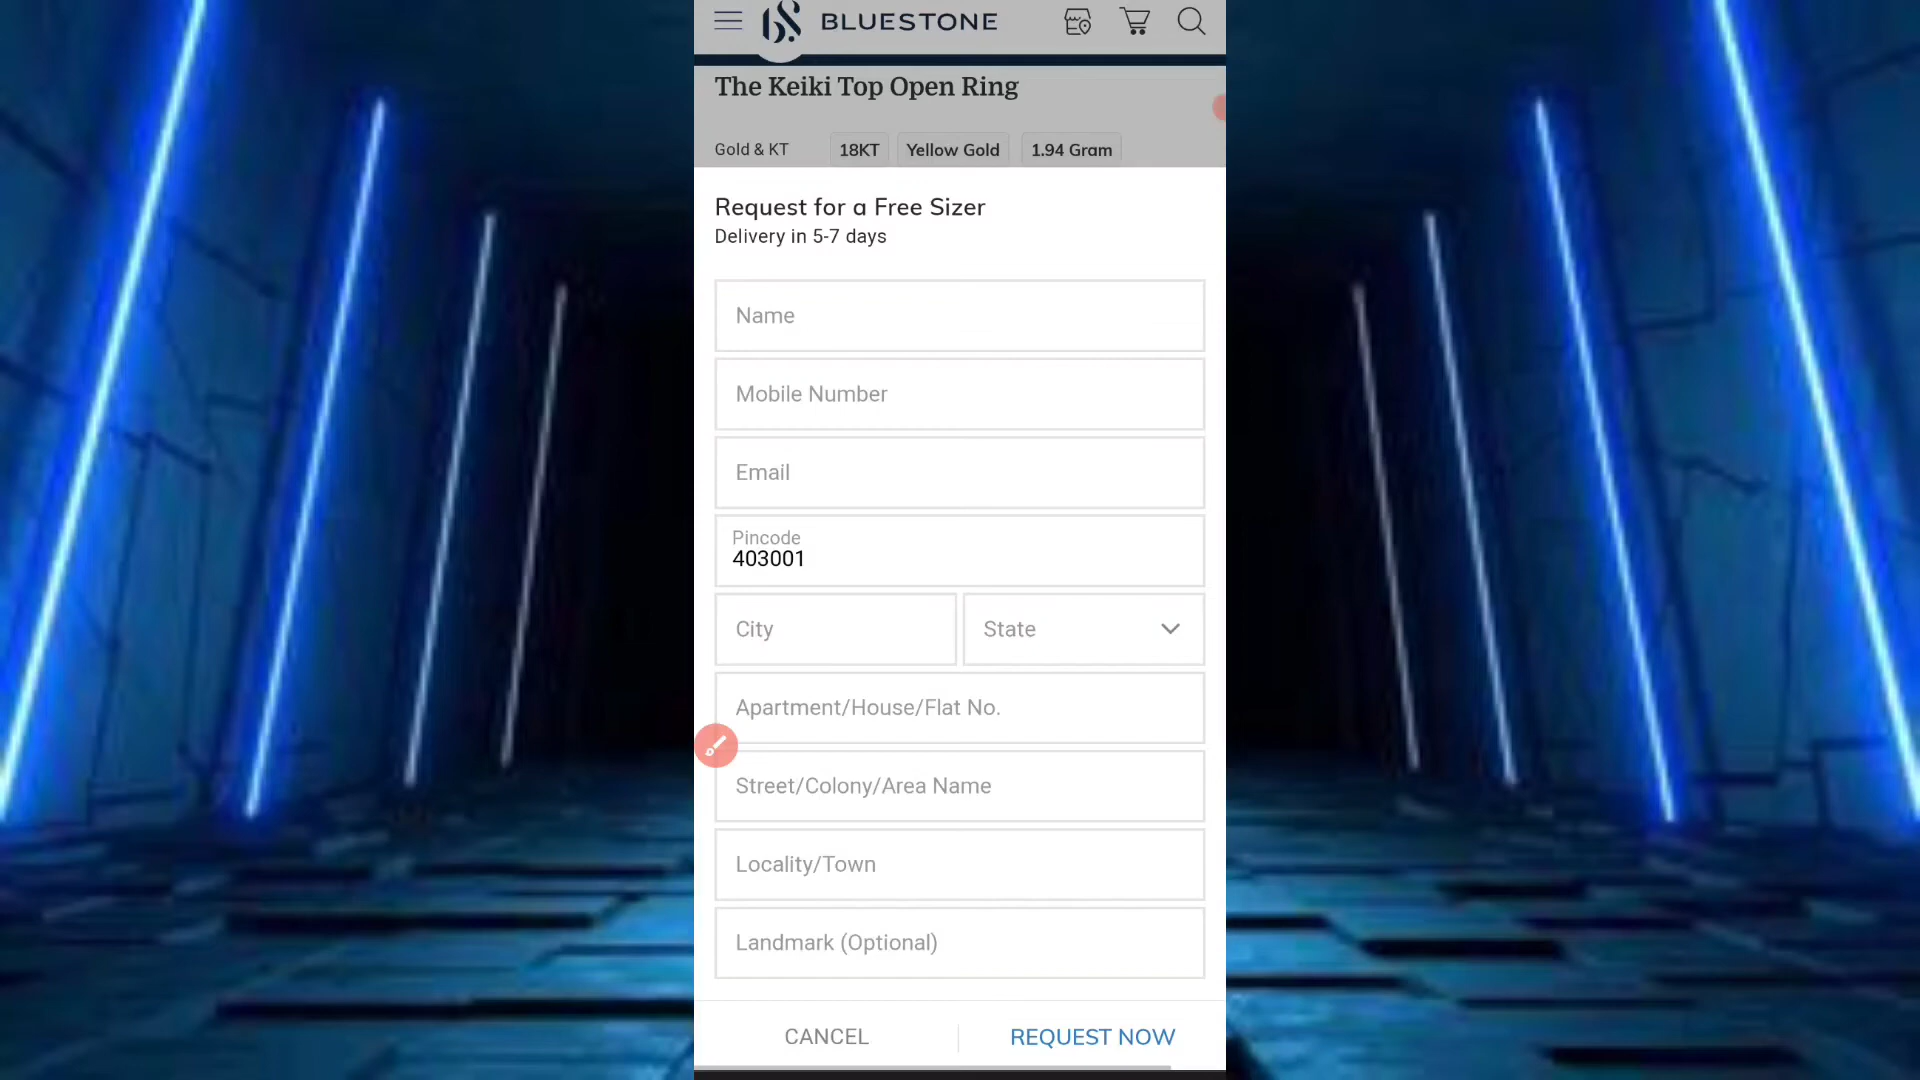 BLUESTONE
The Keiki Top Open Ring
Gold & KT 18KT Yellow Gold 1.94 Gram
Request for a Free Sizer
Delivery in 5-7 days
Name
Mobile Number
Email
Pincode
403001
City State
Apartment/House/Flat No.
Street/Colony/Area Name
Locality/Town
Landmark (Optional)
CANCEL REQUEST NOW